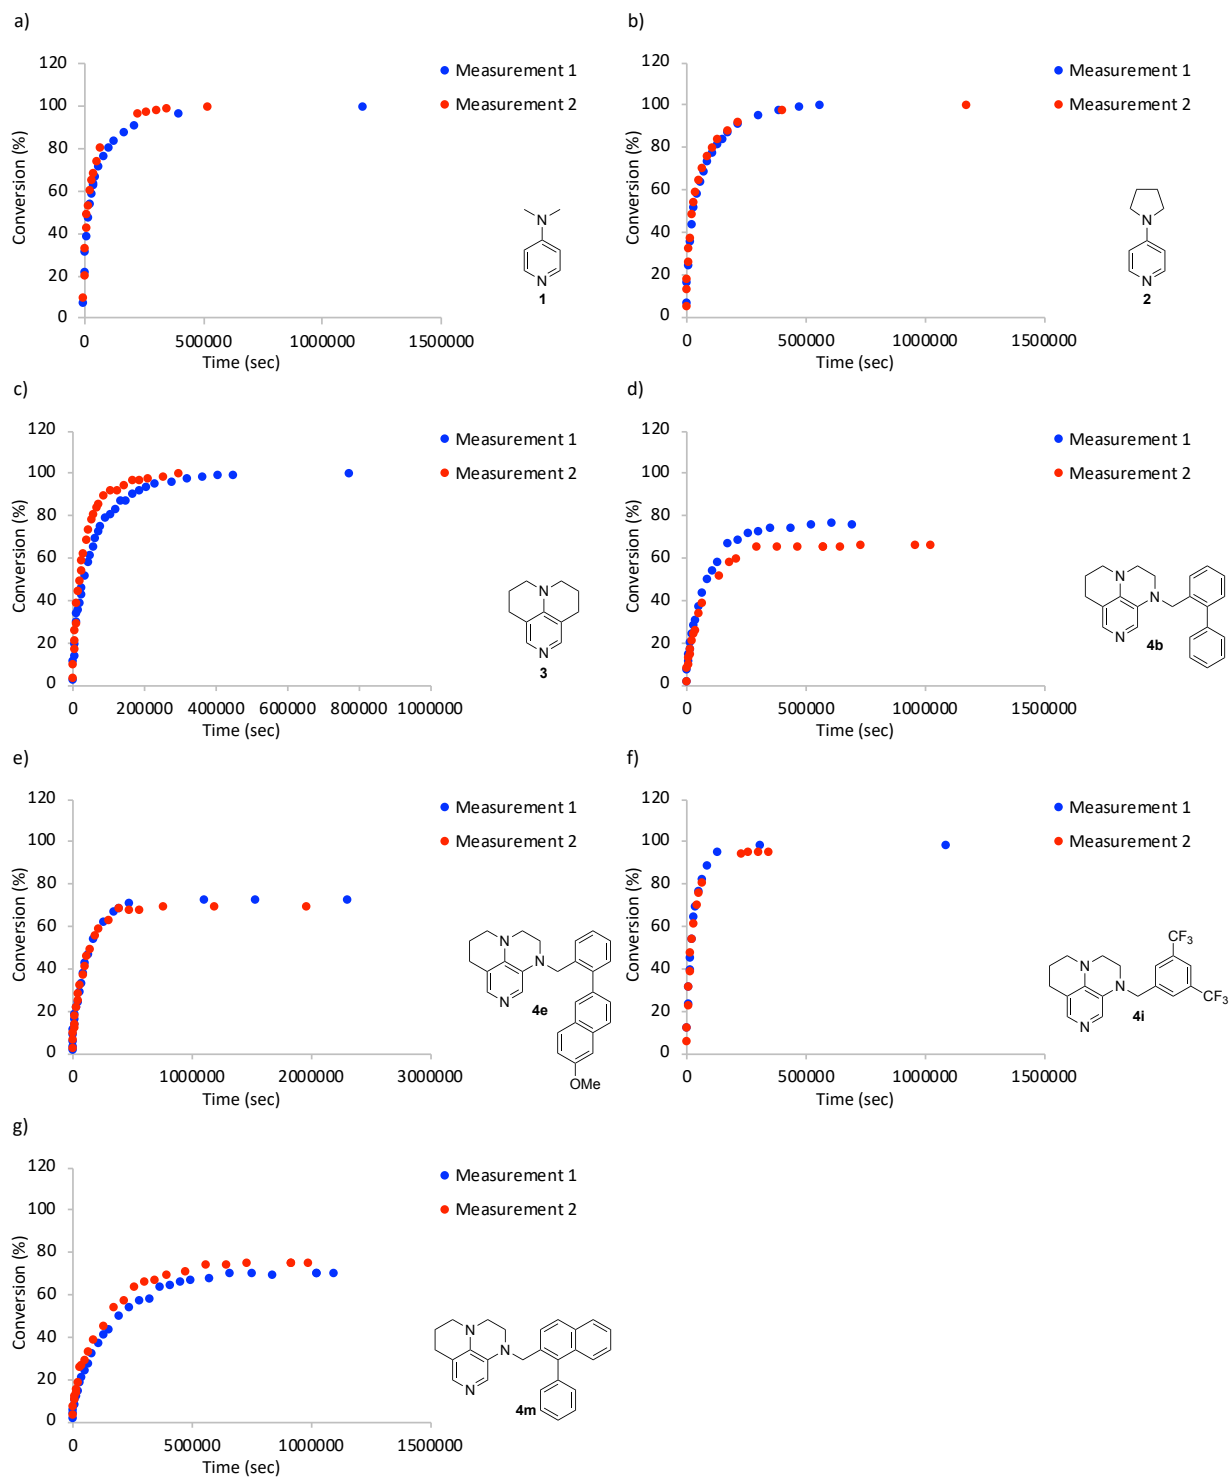 a)
120
100
80
60
40
20
0
Conversion (%)
0 500000 1000000 1500000
Time (sec)
Measurement 1
Measurement 2
N
N
1
b)
120
100
80
60
40
20
0
Conversion (%)
0 500000 1000000 1500000
Time (sec)
Measurement 1
Measurement 2
N
N
2
c)
120
100
80
60
40
20
0
Conversion (%)
0 200000 400000 600000 800000 1000000
Time (sec)
Measurement 1
Measurement 2
N
N
3
d)
120
100
80
60
40
20
0
Conversion (%)
0 500000 1000000 1500000
Time (sec)
Measurement 1
Measurement 2
N
N
N
4b
e)
120
100
80
60
40
20
0
Conversion (%)
0 1000000 2000000 3000000
Time (sec)
Measurement 1
Measurement 2
N
N
N
4e
OMe
f)
120
100
80
60
40
20
0
Conversion (%)
0 500000 1000000 1500000
Time (sec)
Measurement 1
Measurement 2
CF3
N
N
CF3
N
4i
g)
120
100
80
60
40
20
0
Conversion (%)
0 500000 1000000 1500000
Time (sec)
Measurement 1
Measurement 2
N
N
N
4m